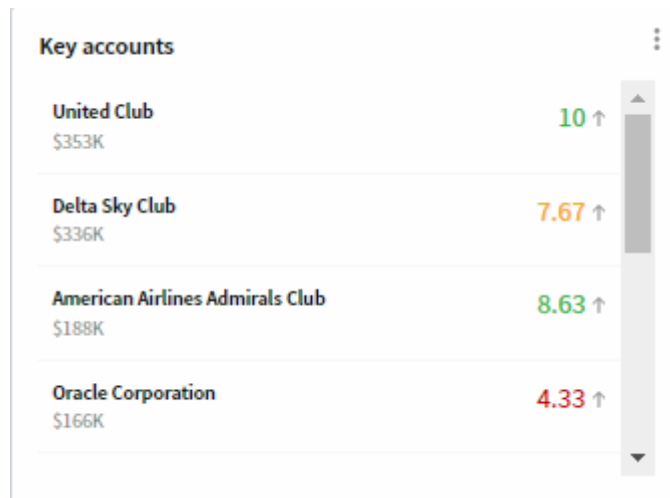 Key accounts
United Club
10 ↑
$353K
Delta Sky Club
7.67 ↑
$336K
American Airlines Admirals Club
8.63 ↑
$188K
Oracle Corporation
4.33 ↑
$166K